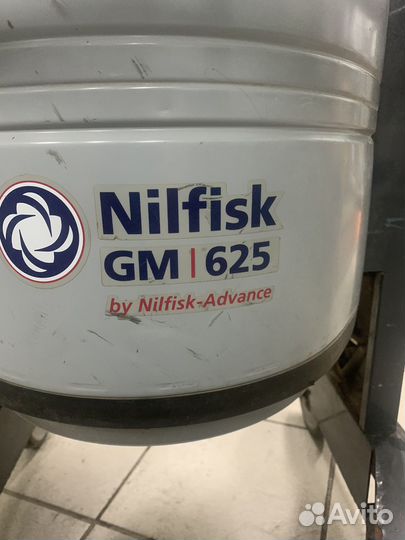 Nilfisk
GM | 625
by Nilfisk-Advance
Avito